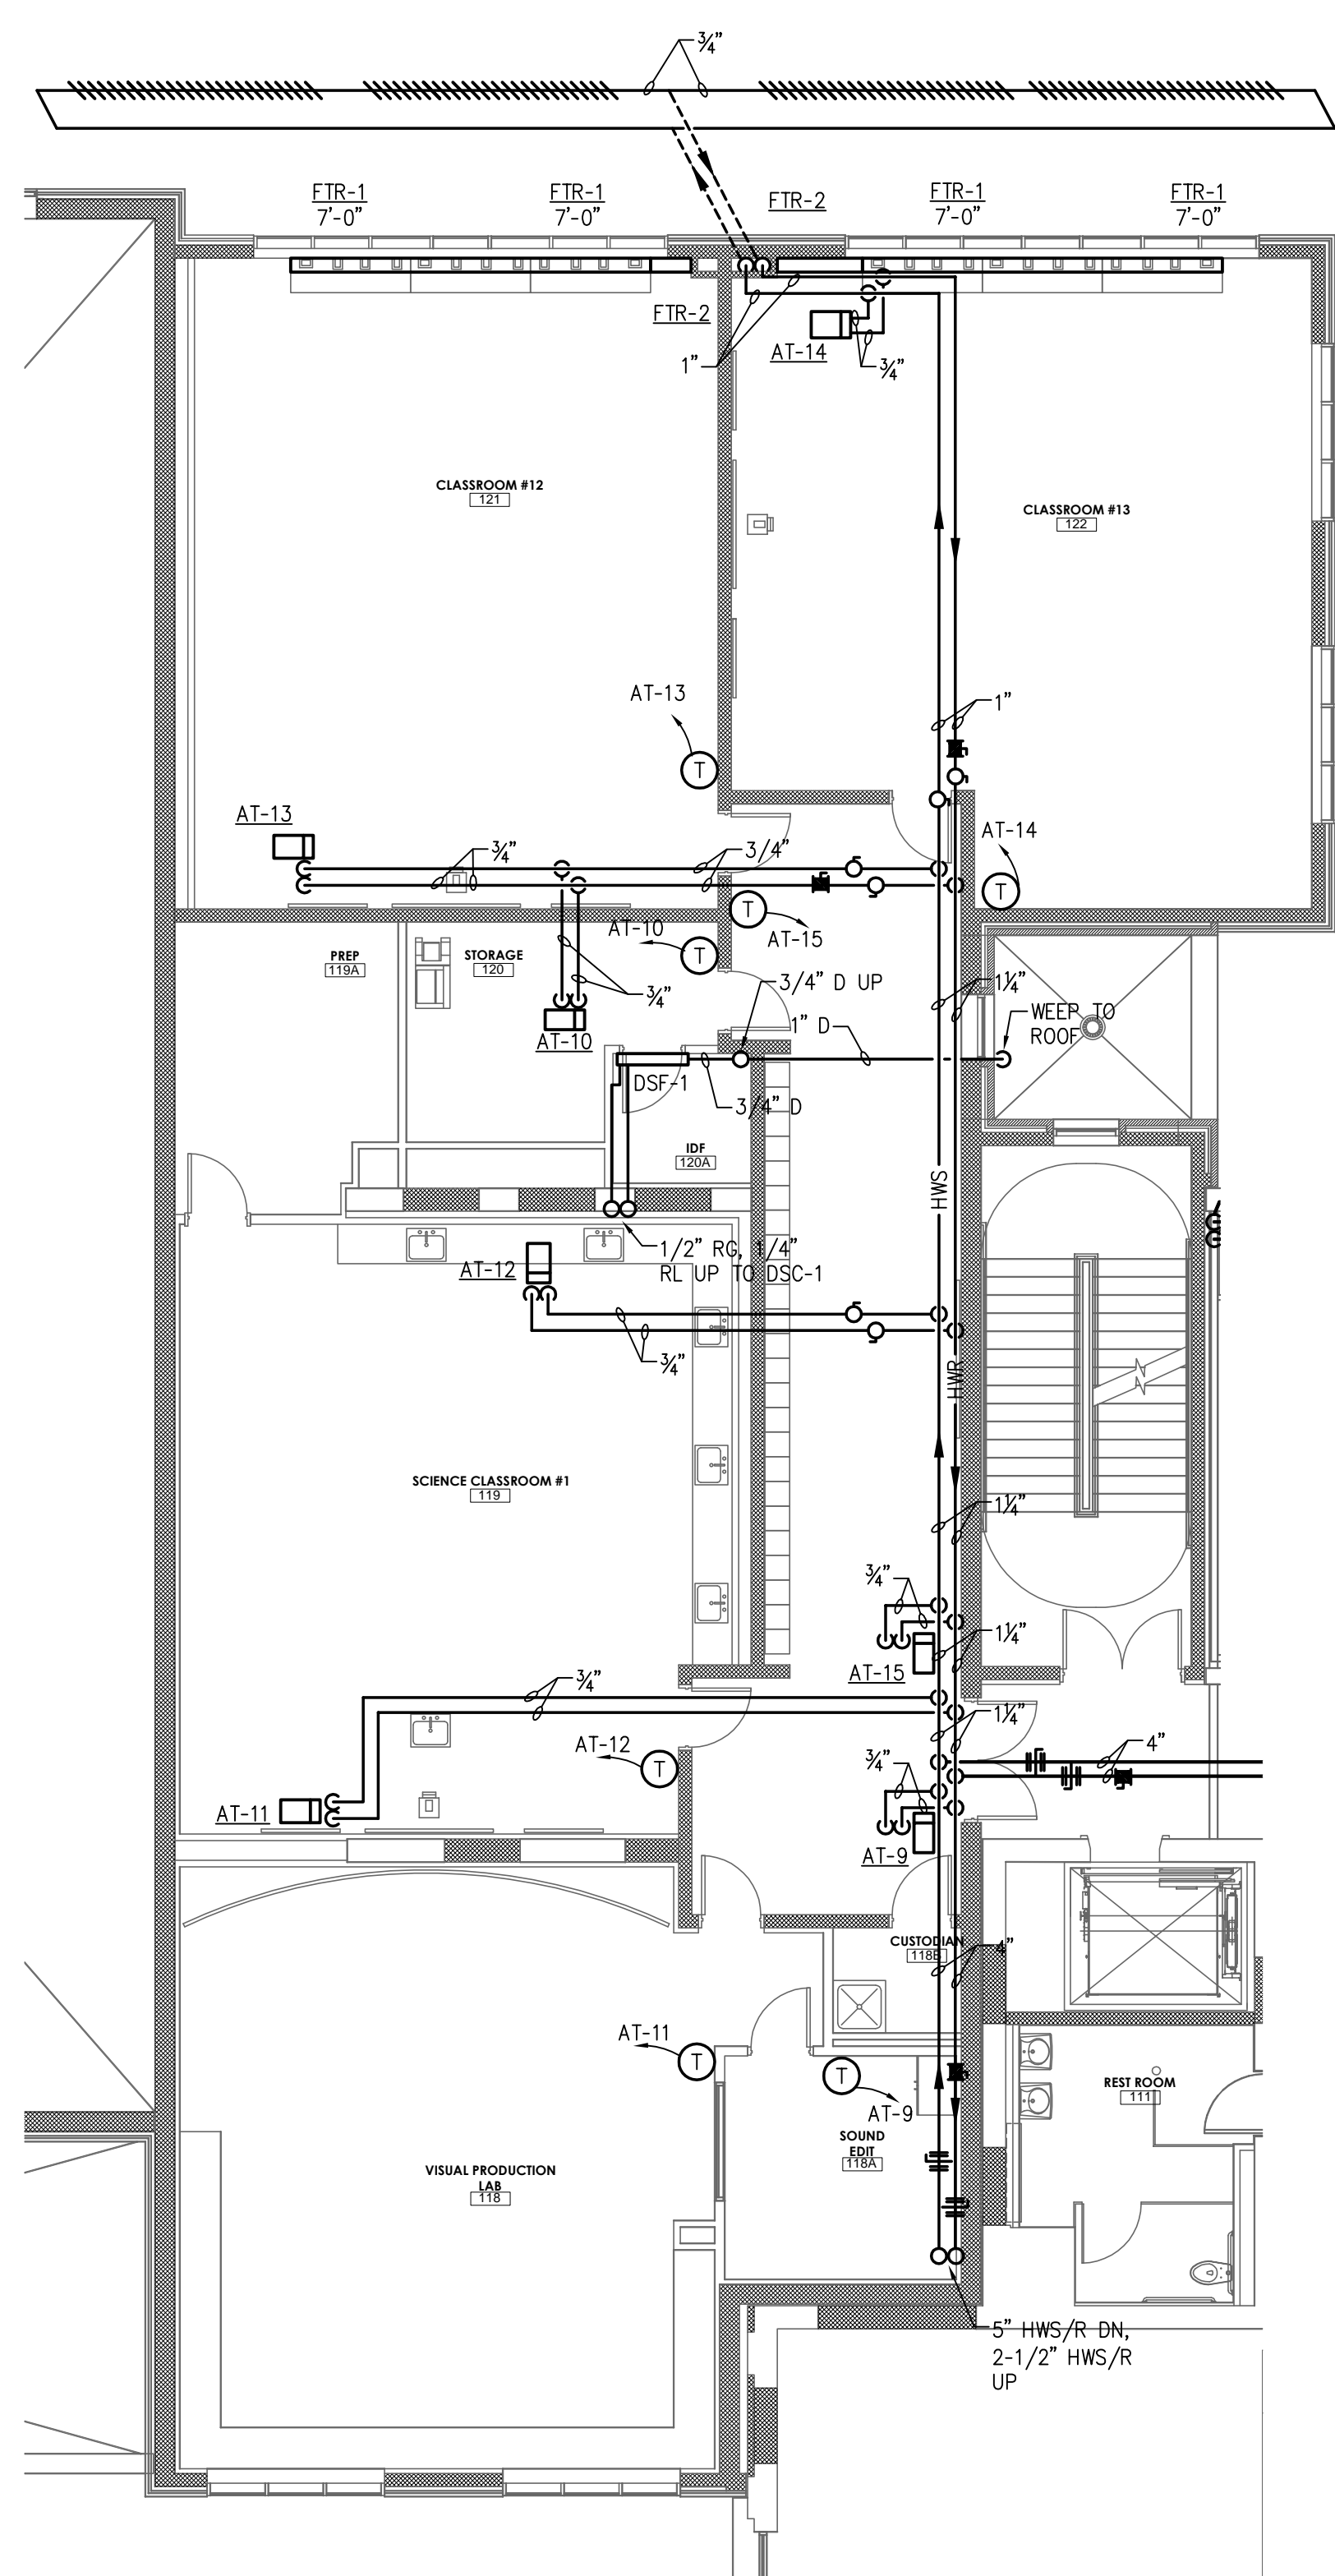 ¾"
FTR-1
7'-0"
FTR-1
7'-0"
FTR-2
FTR-1
7'-0"
FTR-1
7'-0"
FTR-2
1"
AT-14
¾"
CLASSROOM #12
121
CLASSROOM #13
122
AT-13
T
1"
AT-13
¾"
3/4"
AT-14
T
T
AT-15
AT-10
T
PREP
119A
STORAGE
120
¾"
3/4" D UP
1¼"
WEEP TO
ROOF
1" D
AT-10
DSF-1
3/4" D
IDF
120A
HWS
1/2" RG, 1/4"
RL UP TO DSC-1
AT-12
¾"
HWR
SCIENCE CLASSROOM #1
119
1¼"
¾"
1¼"
AT-15
¾"
1¼"
AT-12
T
¾"
4"
AT-11
AT-9
CUSTODIAN
118B
4"
AT-11
T
T
AT-9
REST ROOM
111
SOUND
EDIT
118A
VISUAL PRODUCTION
LAB
118
5" HWS/R DN,
2-1/2" HWS/R
UP